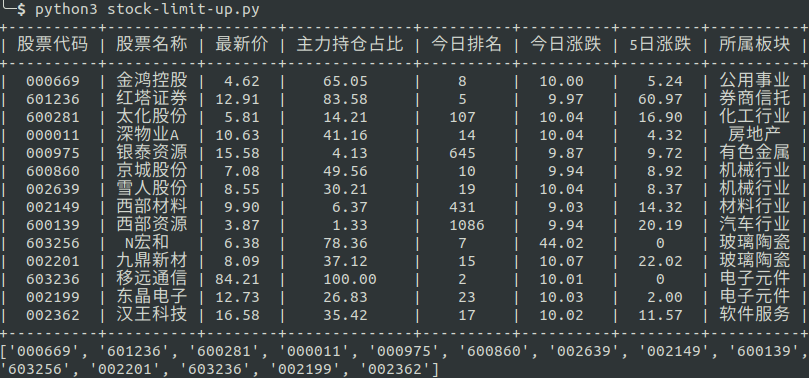 $ python3 stock-limit-up.py
+----------+----------+--------+--------------+----------+----------+---------+----------+
| 股票代码 | 股票名称 | 最新价 | 主力持仓占比 | 今日排名 | 今日涨跌 | 5日涨跌 | 所属板块 |
+----------+----------+--------+--------------+----------+----------+---------+----------+
| 000669 | 金鸿控股 | 4.62 | 65.05 | 8 | 10.00 | 5.24 | 公用事业 |
| 601236 | 红塔证券 | 12.91 | 83.58 | 5 | 9.97 | 60.97 | 券商信托 |
| 600281 | 太化股份 | 5.81 | 14.21 | 107 | 10.04 | 16.90 | 化工行业 |
| 000011 | 深物业A | 10.63 | 41.16 | 14 | 10.04 | 4.32 | 房地产 |
| 000975 | 银泰资源 | 15.58 | 4.13 | 645 | 9.87 | 9.72 | 有色金属 |
| 600860 | 京城股份 | 7.08 | 49.56 | 10 | 9.94 | 8.92 | 机械行业 |
| 002639 | 雪人股份 | 8.55 | 30.21 | 19 | 10.04 | 8.37 | 机械行业 |
| 002149 | 西部材料 | 9.90 | 6.37 | 431 | 9.03 | 14.32 | 材料行业 |
| 600139 | 西部资源 | 3.87 | 1.33 | 1086 | 9.94 | 20.19 | 汽车行业 |
| 603256 | N宏和 | 6.38 | 78.36 | 7 | 44.02 | 0 | 玻璃陶瓷 |
| 002201 | 九鼎新材 | 8.09 | 37.12 | 15 | 10.07 | 22.02 | 玻璃陶瓷 |
| 603236 | 移远通信 | 84.21 | 100.00 | 2 | 10.01 | 0 | 电子元件 |
| 002199 | 东晶电子 | 12.73 | 26.83 | 23 | 10.03 | 2.00 | 电子元件 |
| 002362 | 汉王科技 | 16.58 | 35.42 | 17 | 10.02 | 11.57 | 软件服务 |
+----------+----------+--------+--------------+----------+----------+---------+----------+
['000669', '601236', '600281', '000011', '000975', '600860', '002639', '002149', '600139',
'603256', '002201', '603236', '002199', '002362']